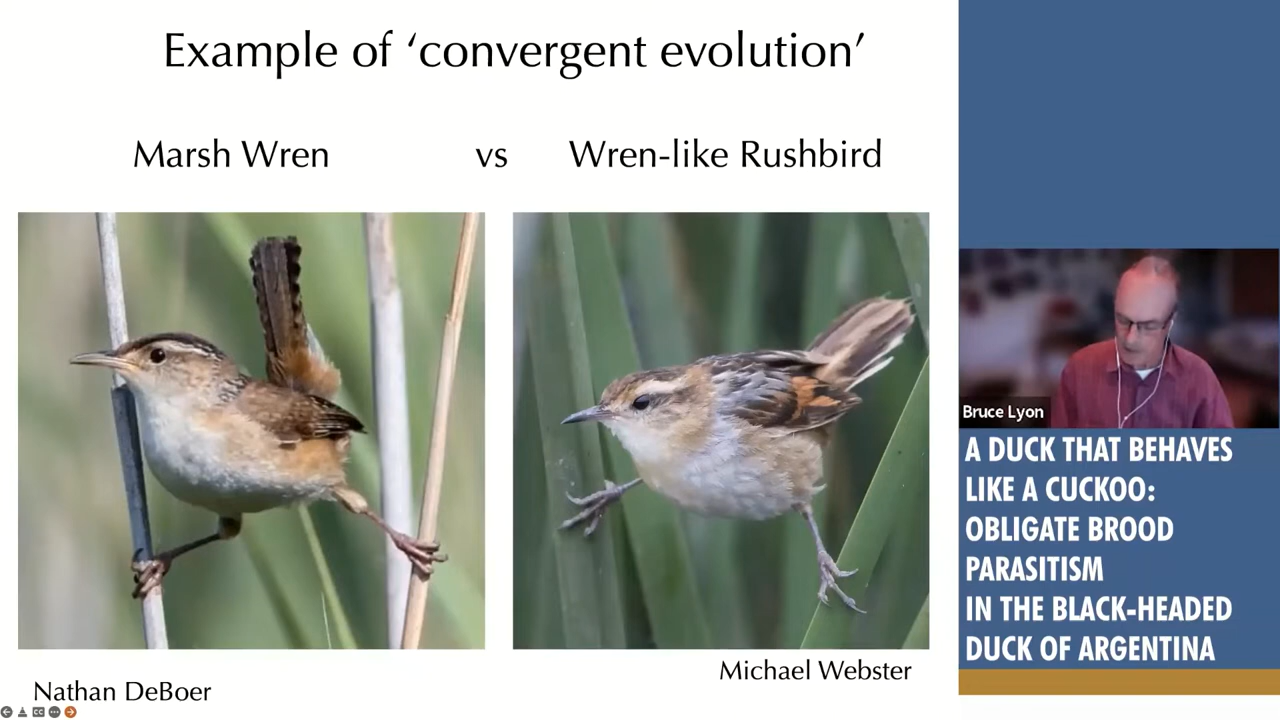 Example of ‘convergent evolution’
Marsh Wren vs Wren-like Rushbird
Nathan DeBoer
Michael Webster
Bruce Lyon
A DUCK THAT BEHAVES
LIKE A CUCKOO:
OBLIGATE BROOD
PARASITISM
IN THE BLACK-HEADED
DUCK OF ARGENTINA